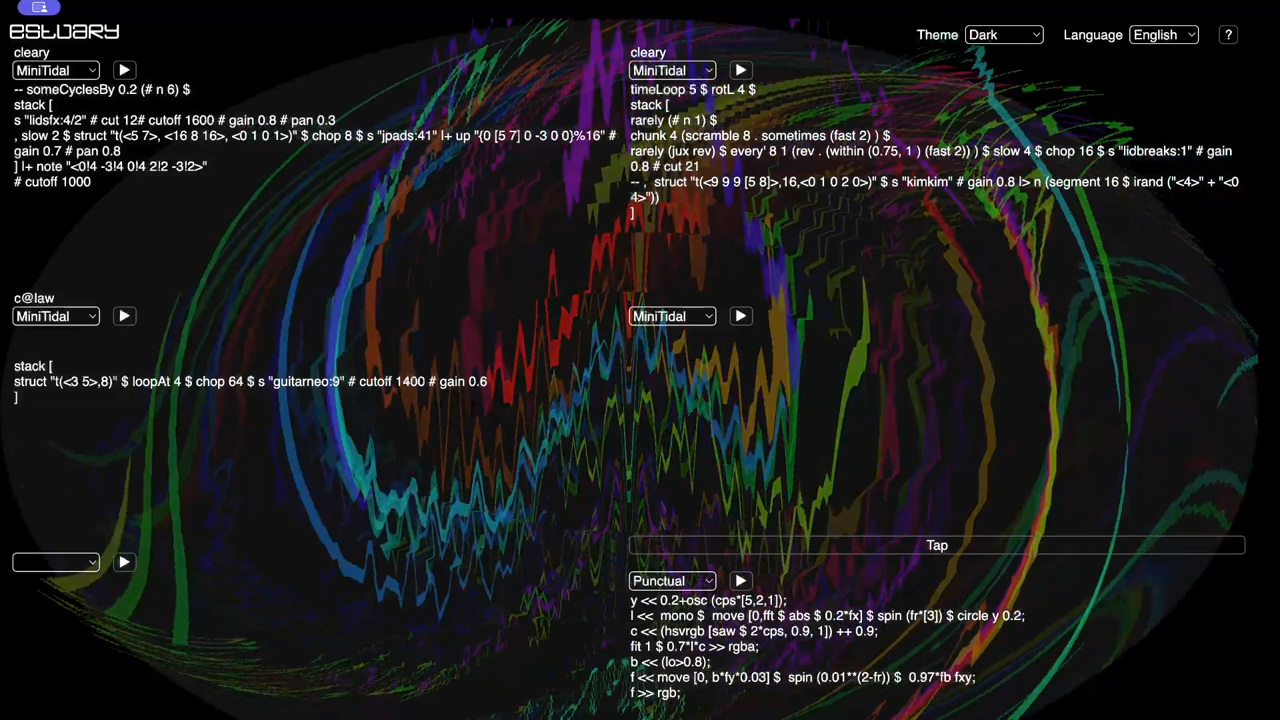 estuary
Theme Dark Language English ?
cleary
MiniTidal
-- someCyclesBy 0.2 (# n 6) $
stack [
s "lidsfx:4/2" # cut 12# cutoff 1600 # gain 0.8 # pan 0.3
, slow 2 $ struct "t(<5 7>, <16 8 16>, <0 1 0 1>)" $ chop 8 $ s "jpads:41" |+ up "{0 [5 7] 0 -3 0 0}%16" #
gain 0.7 # pan 0.8
] |+ note "<0!4 -3!4 0!4 2!2 -3!2>"
# cutoff 1000
cleary
MiniTidal
timeLoop 5 $ rotL 4 $
stack [
rarely (# n 1) $
chunk 4 (scramble 8 . sometimes (fast 2) ) $
rarely (jux rev) $ every' 8 1 (rev . (within (0.75, 1 ) (fast 2)) ) $ slow 4 $ chop 16 $ s "lidbreaks:1" # gain
0.8 # cut 21
-- , struct "t(<9 9 9 [5 8]>,16,<0 1 0 2 0>)" $ s "kimkim" # gain 0.8 |> n (segment 16 $ irand ("<4>" + "<0
4>"))
]
c@law
MiniTidal
stack [
struct "t(<3 5>,8)" $ loopAt 4 $ chop 64 $ s "guitarneo:9" # cutoff 1400 # gain 0.6
]
MiniTidal
Tap
Punctual
y << 0.2+osc (cps*[5,2,1]);
l << mono $ move [0,fft $ abs $ 0.2*fx] $ spin (fr*[3]) $ circle y 0.2;
c << (hsvrgb [saw $ 2*cps, 0.9, 1]) ++ 0.9;
fit 1 $ 0.7*l*c >> rgba;
b << (lo>0.8);
f << move [0, b*fy*0.03] $ spin (0.01**(2-fr)) $ 0.97*fb fxy;
f >> rgb;